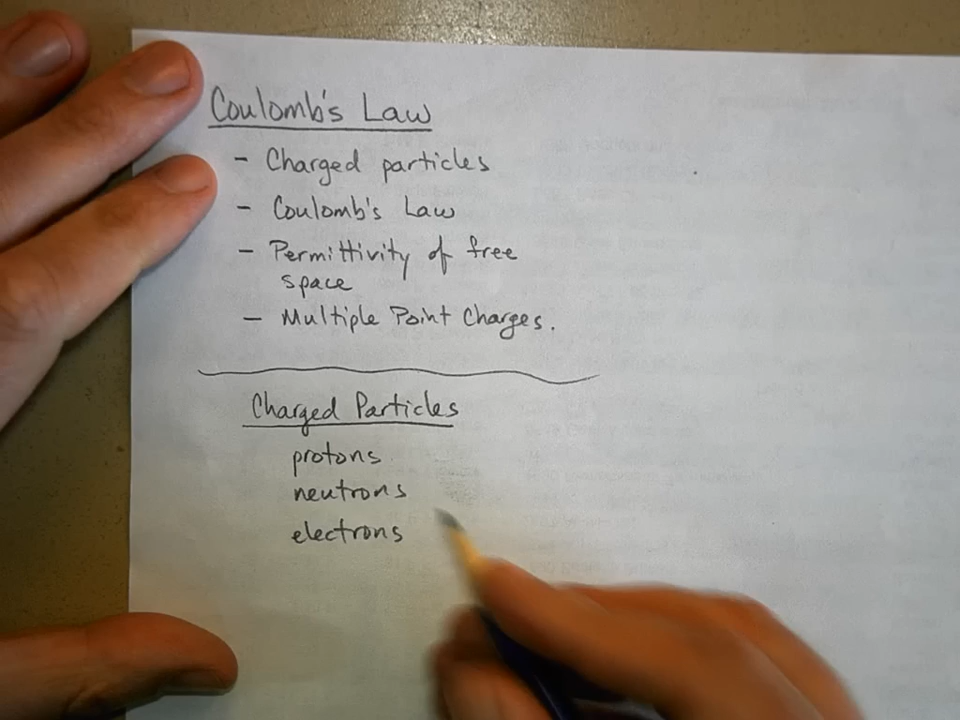 Coulomb's Law
- Charged particles
- Coulomb's Law
- Permittivity of free
space
- Multiple Point Charges.
Charged Particles
protons
neutrons
electrons